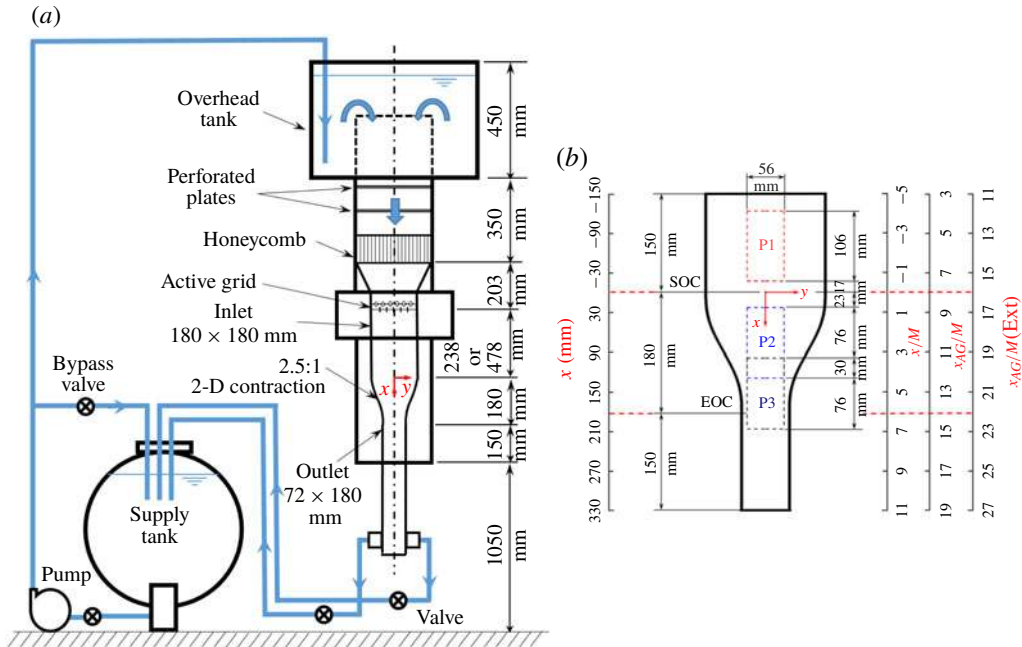 (a)
Overhead
tank
450
mm
Perforated
plates
350
mm
Honeycomb
203
mm
Active grid
Inlet
180 × 180 mm
238
or
478
mm
2.5:1
2-D contraction
x
y
180
mm
150
mm
Outlet
72 × 180
mm
1050
mm
Bypass
valve
Supply
tank
Pump
Valve
(b)
56
mm
−150
−90
−30
30
90
150
210
270
330
x (mm)
150
mm
180
mm
150
mm
SOC
EOC
P1
y
x
P2
P3
106
mm
17
23
mm
76
mm
30
mm
76
mm
−5
−3
−1
1
3
5
7
9
11
x/M
3
5
7
9
11
13
15
17
19
xAG/M
11
13
15
17
19
21
23
25
27
xAG/M(Ext)